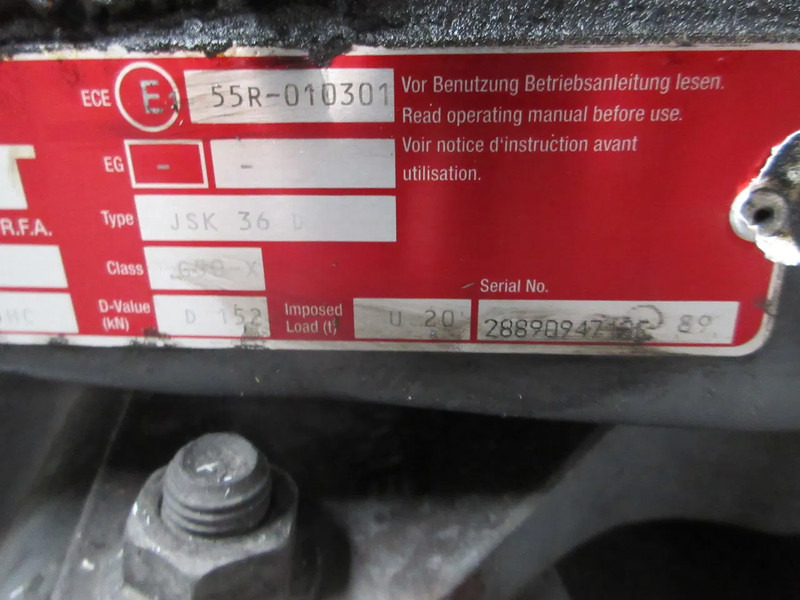 ECE E1 55R-010301
Vor Benutzung Betriebsanleitung lesen.
Read operating manual before use.
Voir notice d'instruction avant
utilisation.
EG - -
R.F.A.
Type JSK 36 D
Class G50-X
D-Value
(kN) D 152
Imposed
Load (t) U 20
Serial No.
89